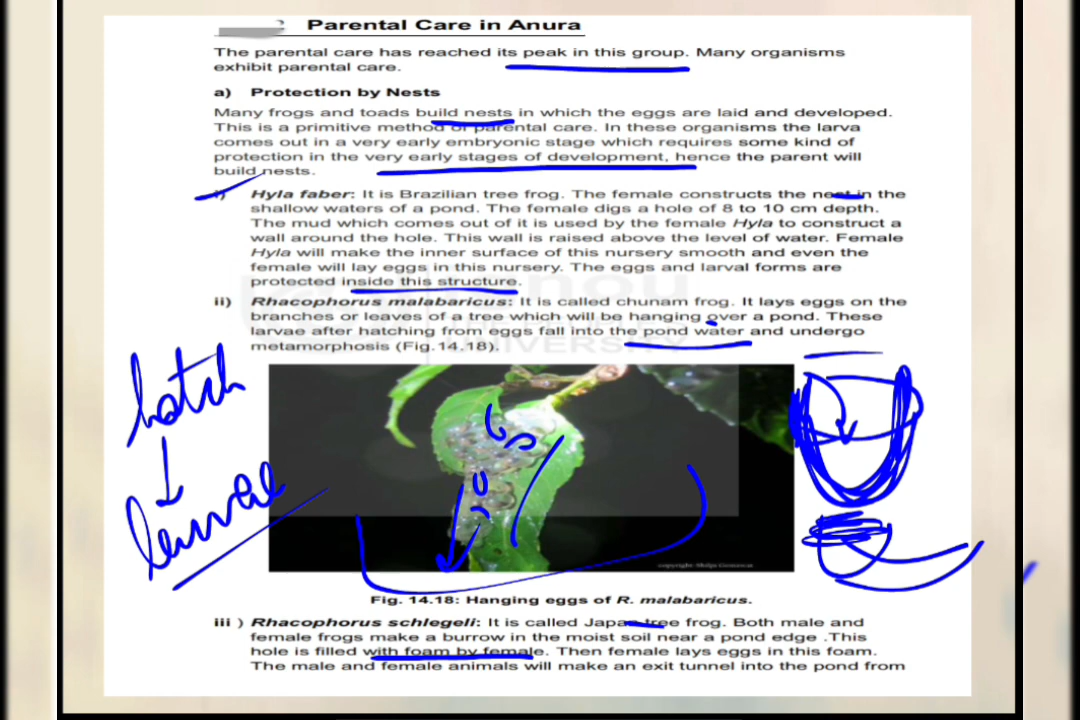 Parental Care in Anura
The parental care has reached its peak in this group. Many organisms
exhibit parental care.
a) Protection by Nests
Many frogs and toads build nests in which the eggs are laid and developed.
This is a primitive method of parental care. In these organisms the larva
comes out in a very early embryonic stage which requires some kind of
protection in the very early stages of development, hence the parent will
build nests.
i) Hyla faber: It is Brazilian tree frog. The female constructs the nest in the
shallow waters of a pond. The female digs a hole of 8 to 10 cm depth.
The mud which comes out of it is used by the female Hyla to construct a
wall around the hole. This wall is raised above the level of water. Female
Hyla will make the inner surface of this nursery smooth and even the
female will lay eggs in this nursery. The eggs and larval forms are
protected inside this structure.
ii) Rhacophorus malabaricus: It is called chunam frog. It lays eggs on the
branches or leaves of a tree which will be hanging over a pond. These
larvae after hatching from eggs fall into the pond water and undergo
metamorphosis (Fig.14.18).
hatch
larvae
Fig. 14.18: Hanging eggs of R. malabaricus.
iii ) Rhacophorus schlegeli: It is called Japan tree frog. Both male and
female frogs make a burrow in the moist soil near a pond edge .This
hole is filled with foam by female. Then female lays eggs in this foam.
The male and female animals will make an exit tunnel into the pond from